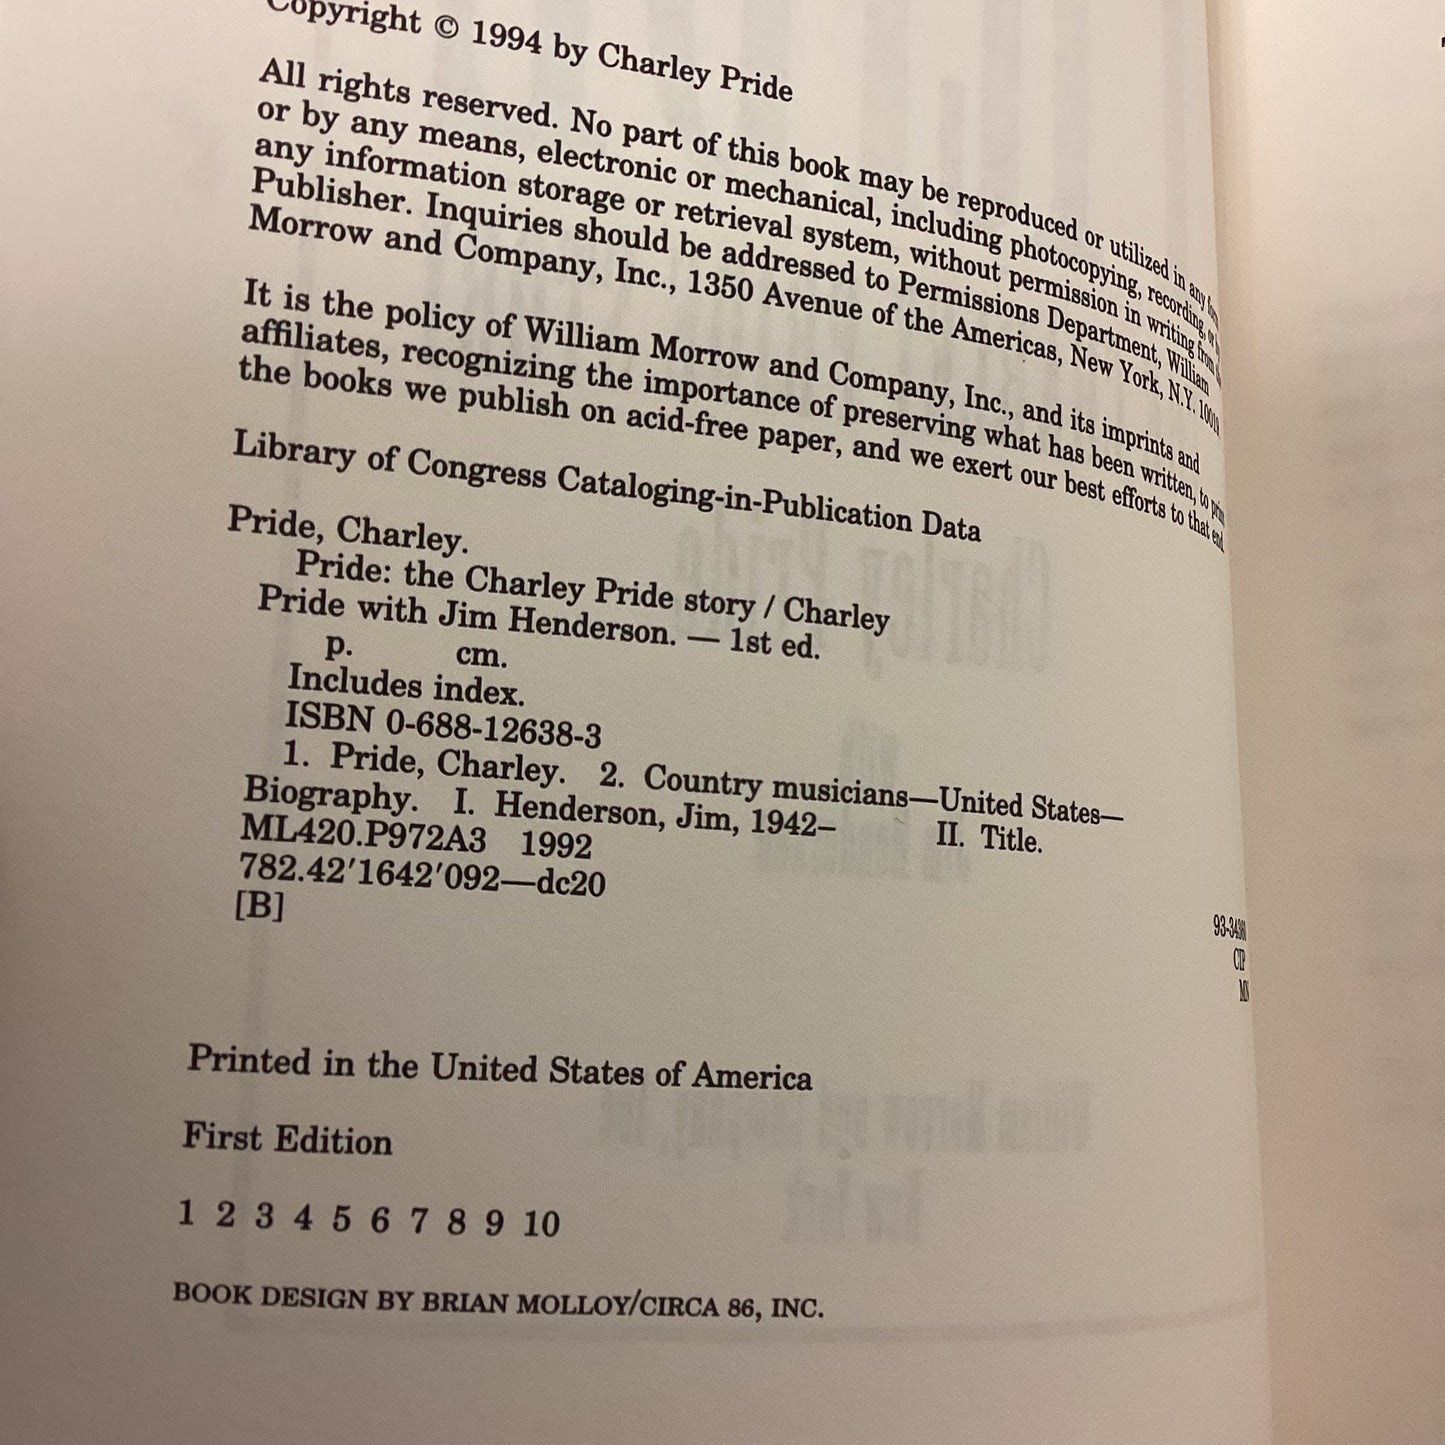 Copyright © 1994 by Charley Pride
All rights reserved. No part of this book may be reproduced or utilized in any form
or by any means, electronic or mechanical, including photocopying, recording, or by
any information storage or retrieval system, without permission in writing from the
Publisher. Inquiries should be addressed to Permissions Department, William
Morrow and Company, Inc., 1350 Avenue of the Americas, New York, N.Y. 10019
It is the policy of William Morrow and Company, Inc., and its imprints and
affiliates, recognizing the importance of preserving what has been written, to print
the books we publish on acid-free paper, and we exert our best efforts to that end.
Library of Congress Cataloging-in-Publication Data
Pride, Charley.
Pride: the Charley Pride story / Charley
Pride with Jim Henderson. — 1st ed.
p. cm.
Includes index.
ISBN 0-688-12638-3
1. Pride, Charley. 2. Country musicians—United States—
Biography. I. Henderson, Jim, 1942– II. Title.
ML420.P972A3 1992
782.42′1642′092—dc20
[B]
CIP
MN
Printed in the United States of America
First Edition
1 2 3 4 5 6 7 8 9 10
BOOK DESIGN BY BRIAN MOLLOY/CIRCA 86, INC.